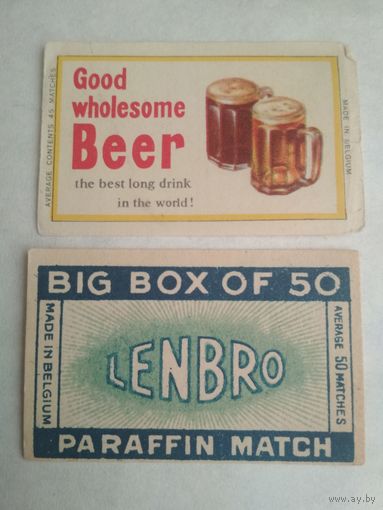 AVERAGE CONTENTS 45 MATCHES
Good
wholesome
Beer
the best long drink
in the world!
MADE IN BELGIUM
BIG BOX OF 50
MADE IN BELGIUM
LENBRO
AVERAGE 50 MATCHES
PARAFFIN MATCH
www.ay.by